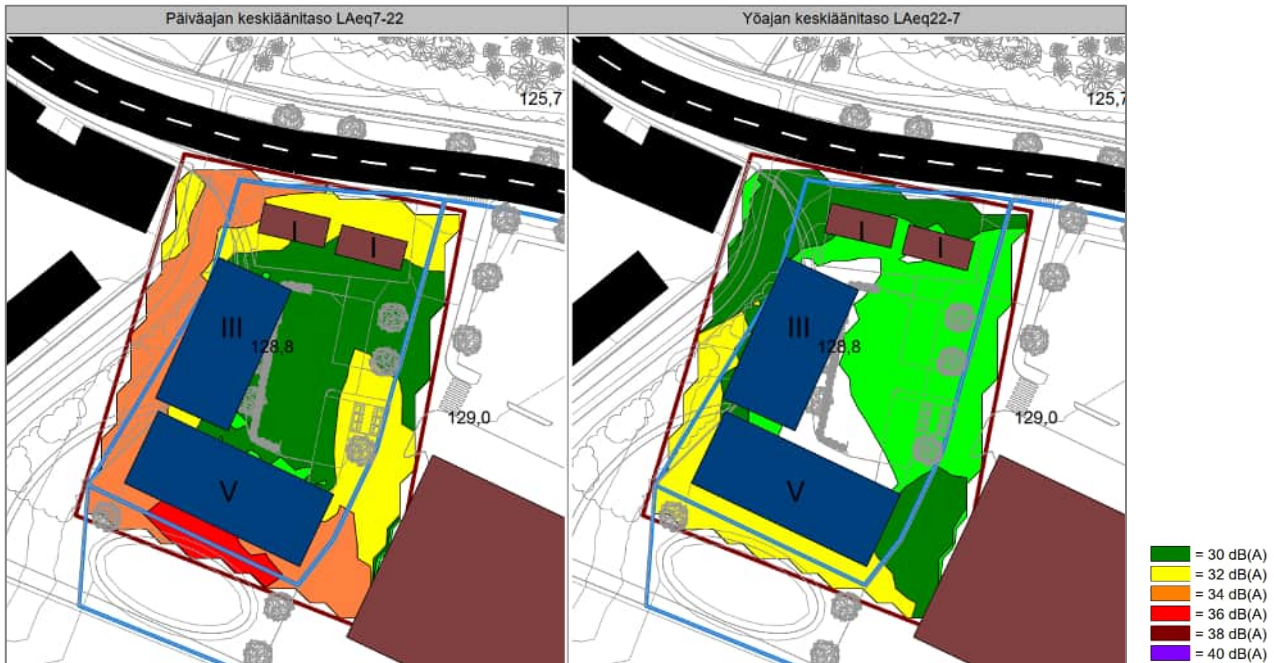 Päiväajan keskiäänitaso LAeq7-22
Yöajan keskiäänitaso LAeq22-7
125,7
I
I
III
128,8
129,0
V
125,7
I
I
III
128,8
129,0
V
= 30 dB(A)
= 32 dB(A)
= 34 dB(A)
= 36 dB(A)
= 38 dB(A)
= 40 dB(A)